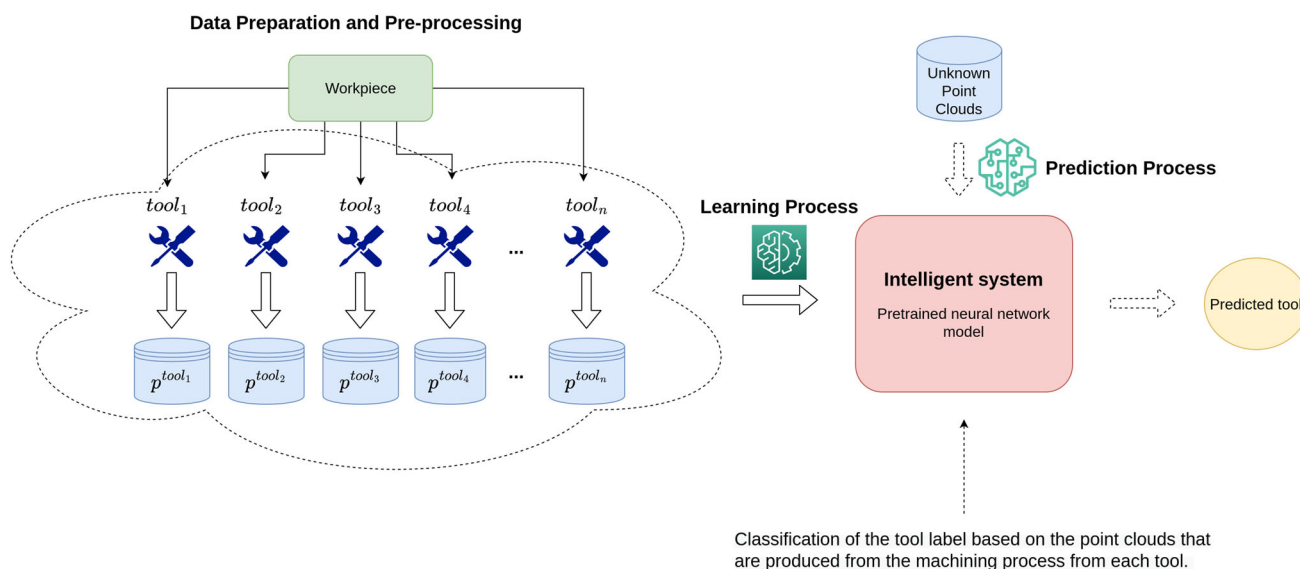 Data Preparation and Pre-processing
Workpiece
tool₁
tool₂
tool₃
tool₄
...
toolₙ
p^{tool₁}
p^{tool₂}
p^{tool₃}
p^{tool₄}
...
p^{toolₙ}
Learning Process
Unknown
Point
Clouds
Prediction Process
Intelligent system
Pretrained neural network
model
Predicted tool
Classification of the tool label based on the point clouds that
are produced from the machining process from each tool.